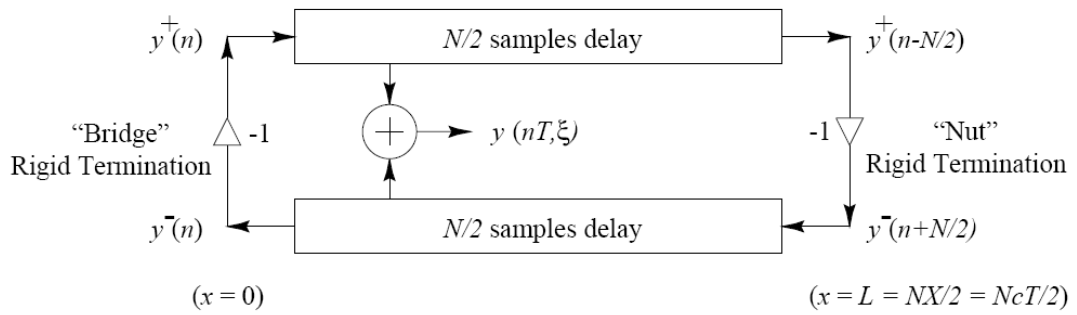 y⁺(n)
N/2 samples delay
y⁺(n-N/2)
“Bridge”
Rigid Termination
-1
+
y (nT,ξ)
-1
“Nut”
Rigid Termination
y⁻(n)
N/2 samples delay
y⁻(n+N/2)
(x = 0)
(x = L = NX/2 = NcT/2)